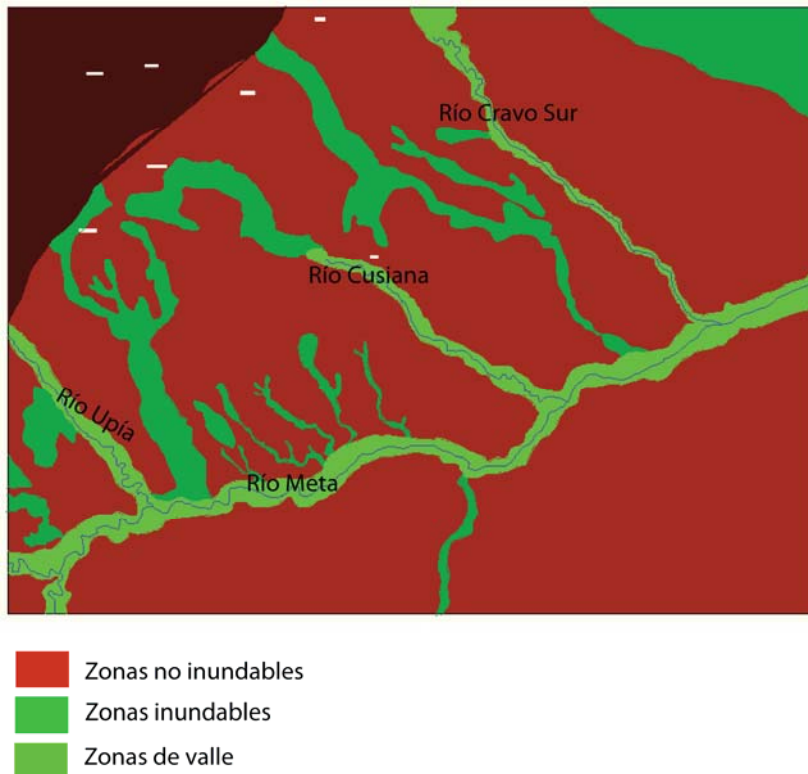 Río Cravo Sur
Río Cusiana
Río Upía
Río Meta
Zonas no inundables
Zonas inundables
Zonas de valle